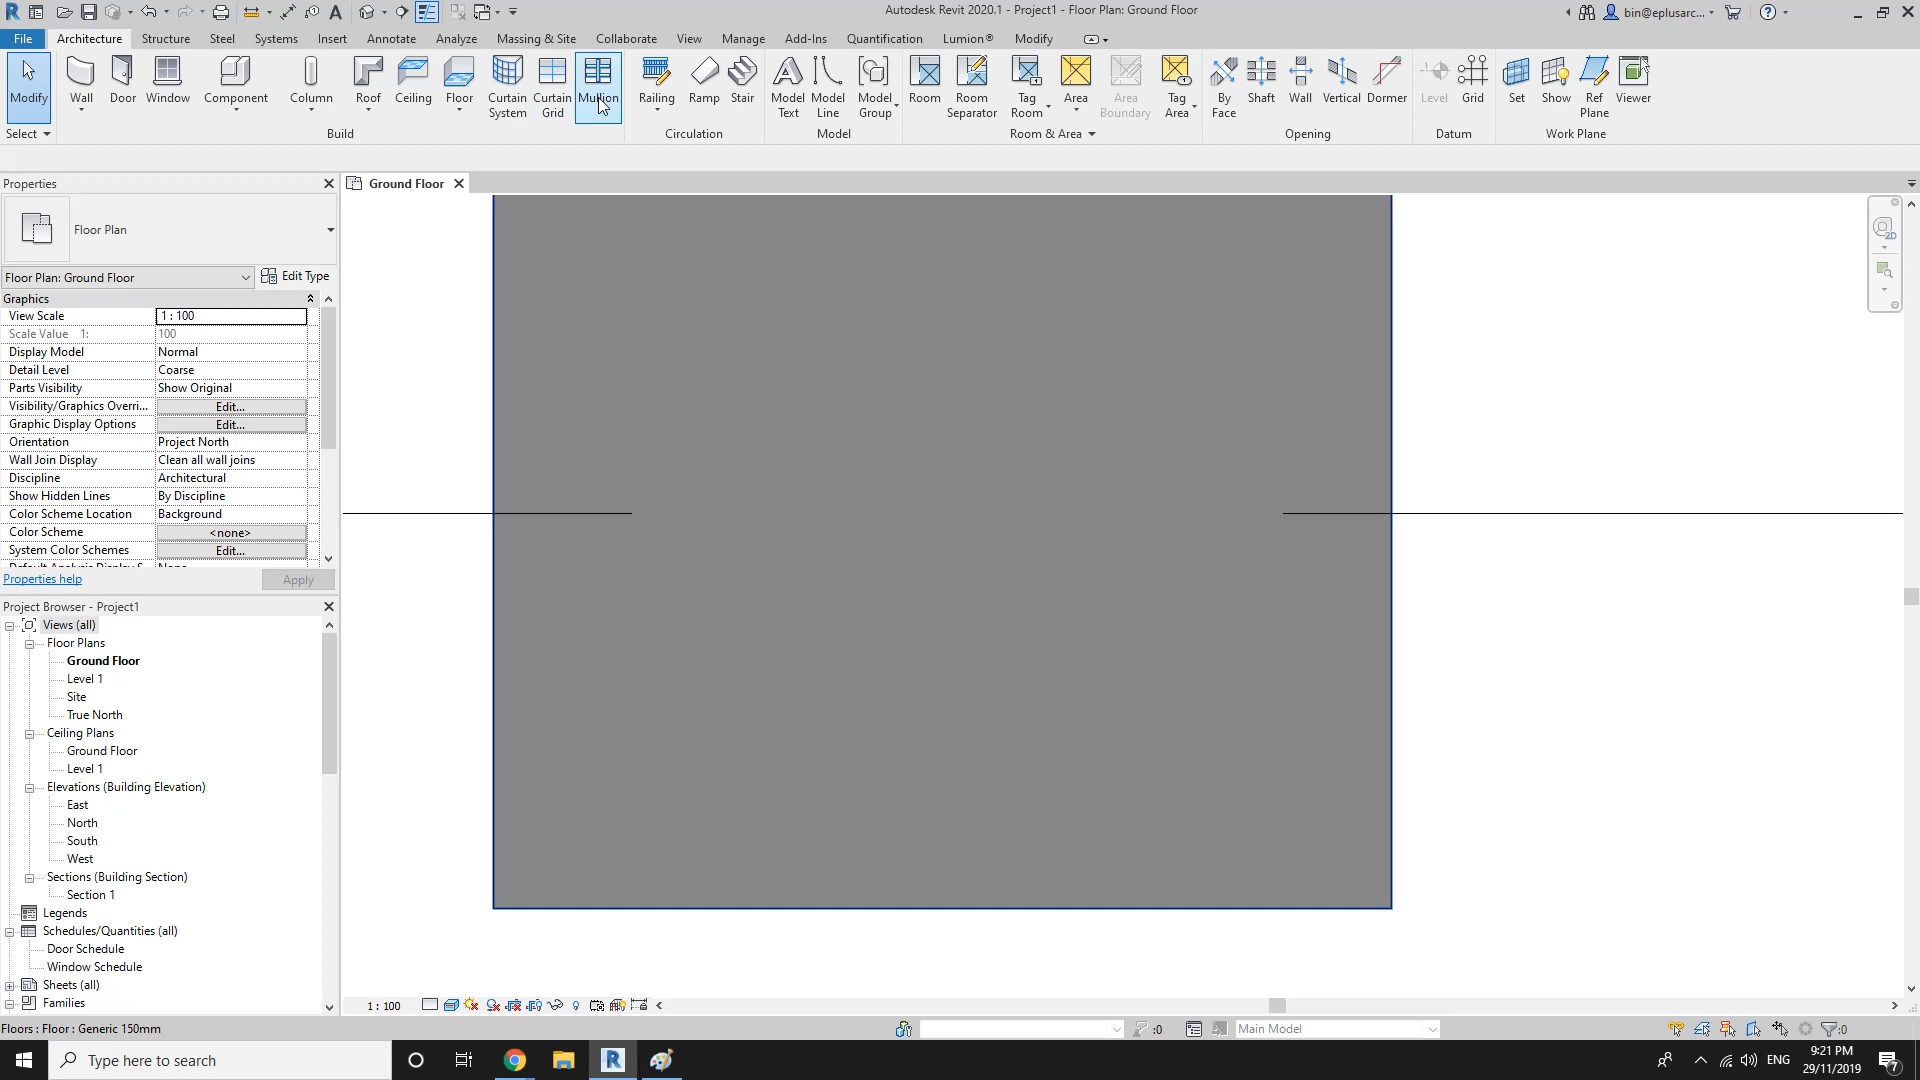 Autodesk Revit 2020.1 - Project1 - Floor Plan: Ground Floor
bin@eplusarc...
File Architecture Structure Steel Systems Insert Annotate Analyze Massing & Site Collaborate View Manage Add-Ins Quantification Lumion® Modify
Modify Wall Door Window Component Column Roof Ceiling Floor Curtain System Curtain Grid Mullion Railing Ramp Stair Model Text Model Line Model Group Room Room Separator Tag Room Area Area Boundary Tag Area By Face Shaft Wall Vertical Dormer Level Grid Set Show Ref Plane Viewer
Select Build Circulation Model Room & Area Opening Datum Work Plane
Properties
Ground Floor
2D
Floor Plan
Floor Plan: Ground Floor Edit Type
Graphics
View Scale 1 : 100
Scale Value 1: 100
Display Model Normal
Detail Level Coarse
Parts Visibility Show Original
Visibility/Graphics Overri... Edit...
Graphic Display Options Edit...
Orientation Project North
Wall Join Display Clean all wall joins
Discipline Architectural
Show Hidden Lines By Discipline
Color Scheme Location Background
Color Scheme <none>
System Color Schemes Edit...
Properties help Apply
Project Browser - Project1
Views (all)
Floor Plans
Ground Floor
Level 1
Site
True North
Ceiling Plans
Ground Floor
Level 1
Elevations (Building Elevation)
East
North
South
West
Sections (Building Section)
Section 1
Legends
Schedules/Quantities (all)
Door Schedule
Window Schedule
Sheets (all)
Families
1 : 100
Floors : Floor : Generic 150mm
:0
Main Model
:0
Type here to search
ENG
9:21 PM
29/11/2019
7